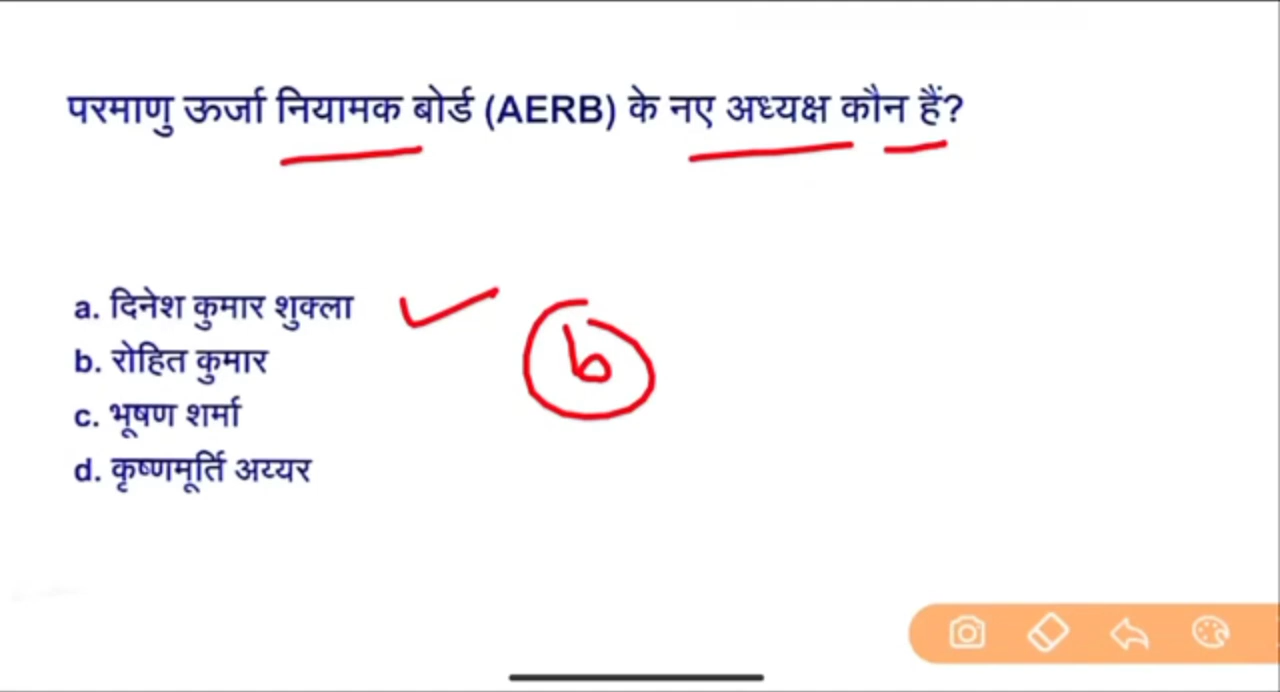 परमाणु ऊर्जा नियामक बोर्ड (AERB) के नए अध्यक्ष कौन हैं?
a. दिनेश कुमार शुक्ला
b. रोहित कुमार
b
c. भूषण शर्मा
d. कृष्णमूर्ति अय्यर